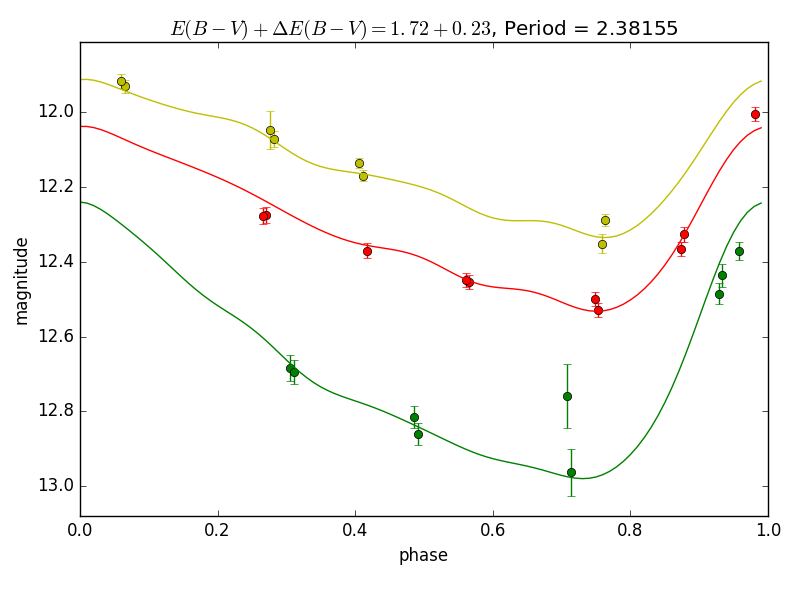 E(B − V) + ΔE(B − V) = 1.72 + 0.23, Period = 2.38155
12.0
12.2
12.4
12.6
12.8
13.0
magnitude
0.0 0.2 0.4 0.6 0.8 1.0
phase